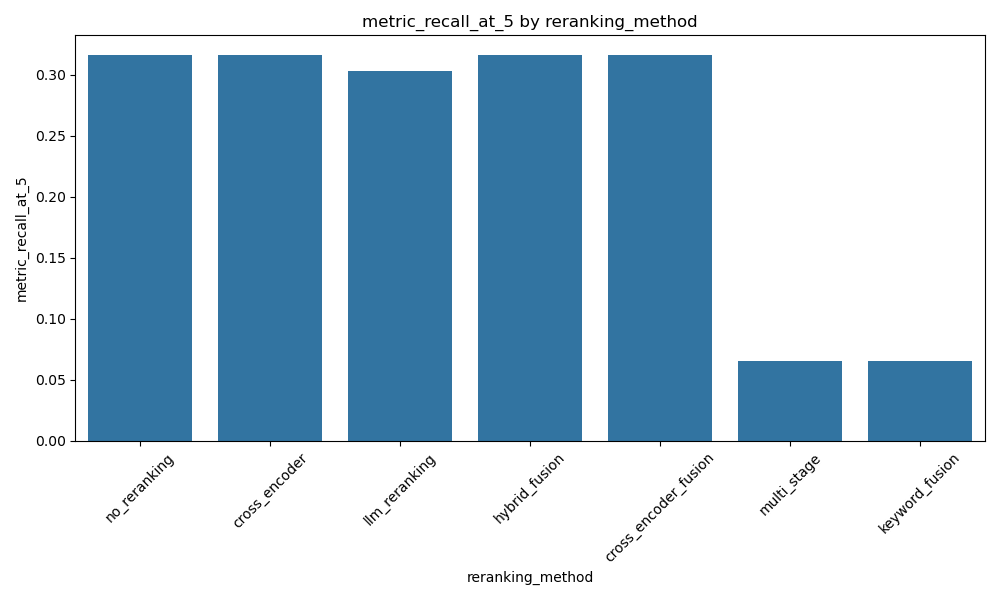 metric_recall_at_5 by reranking_method
metric_recall_at_5
0.30
0.25
0.20
0.15
0.10
0.05
0.00
no_reranking
cross_encoder
llm_reranking
hybrid_fusion
cross_encoder_fusion
multi_stage
keyword_fusion
reranking_method